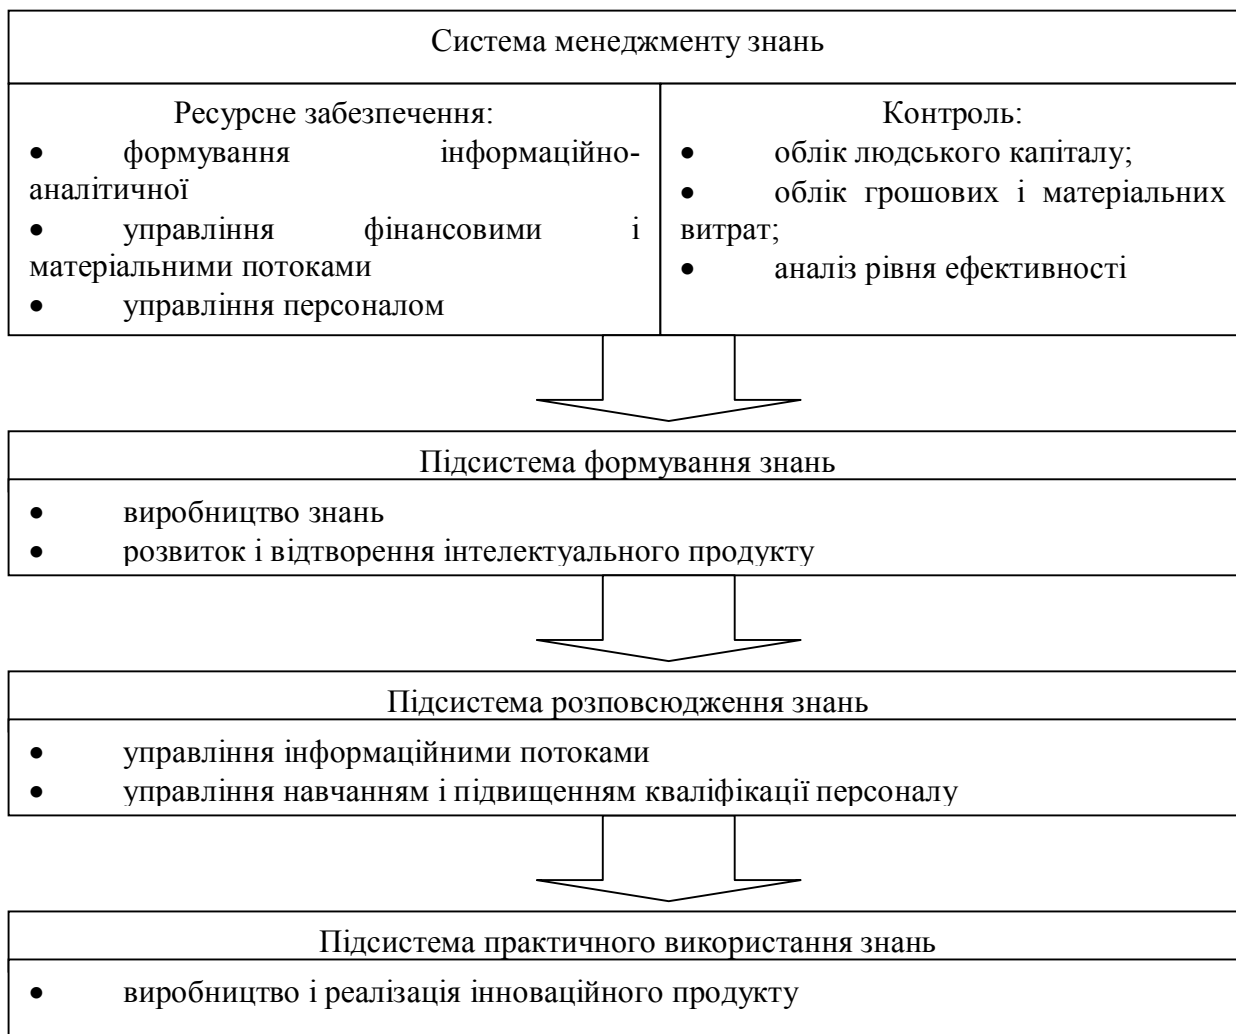 Система менеджменту знань
Ресурсне забезпечення:
• формування інформаційно-
аналітичної
• управління фінансовими і
матеріальними потоками
• управління персоналом
Контроль:
• облік людського капіталу;
• облік грошових і матеріальних
витрат;
• аналіз рівня ефективності
Підсистема формування знань
• виробництво знань
• розвиток і відтворення інтелектуального продукту
Підсистема розповсюдження знань
• управління інформаційними потоками
• управління навчанням і підвищенням кваліфікації персоналу
Підсистема практичного використання знань
• виробництво і реалізація інноваційного продукту